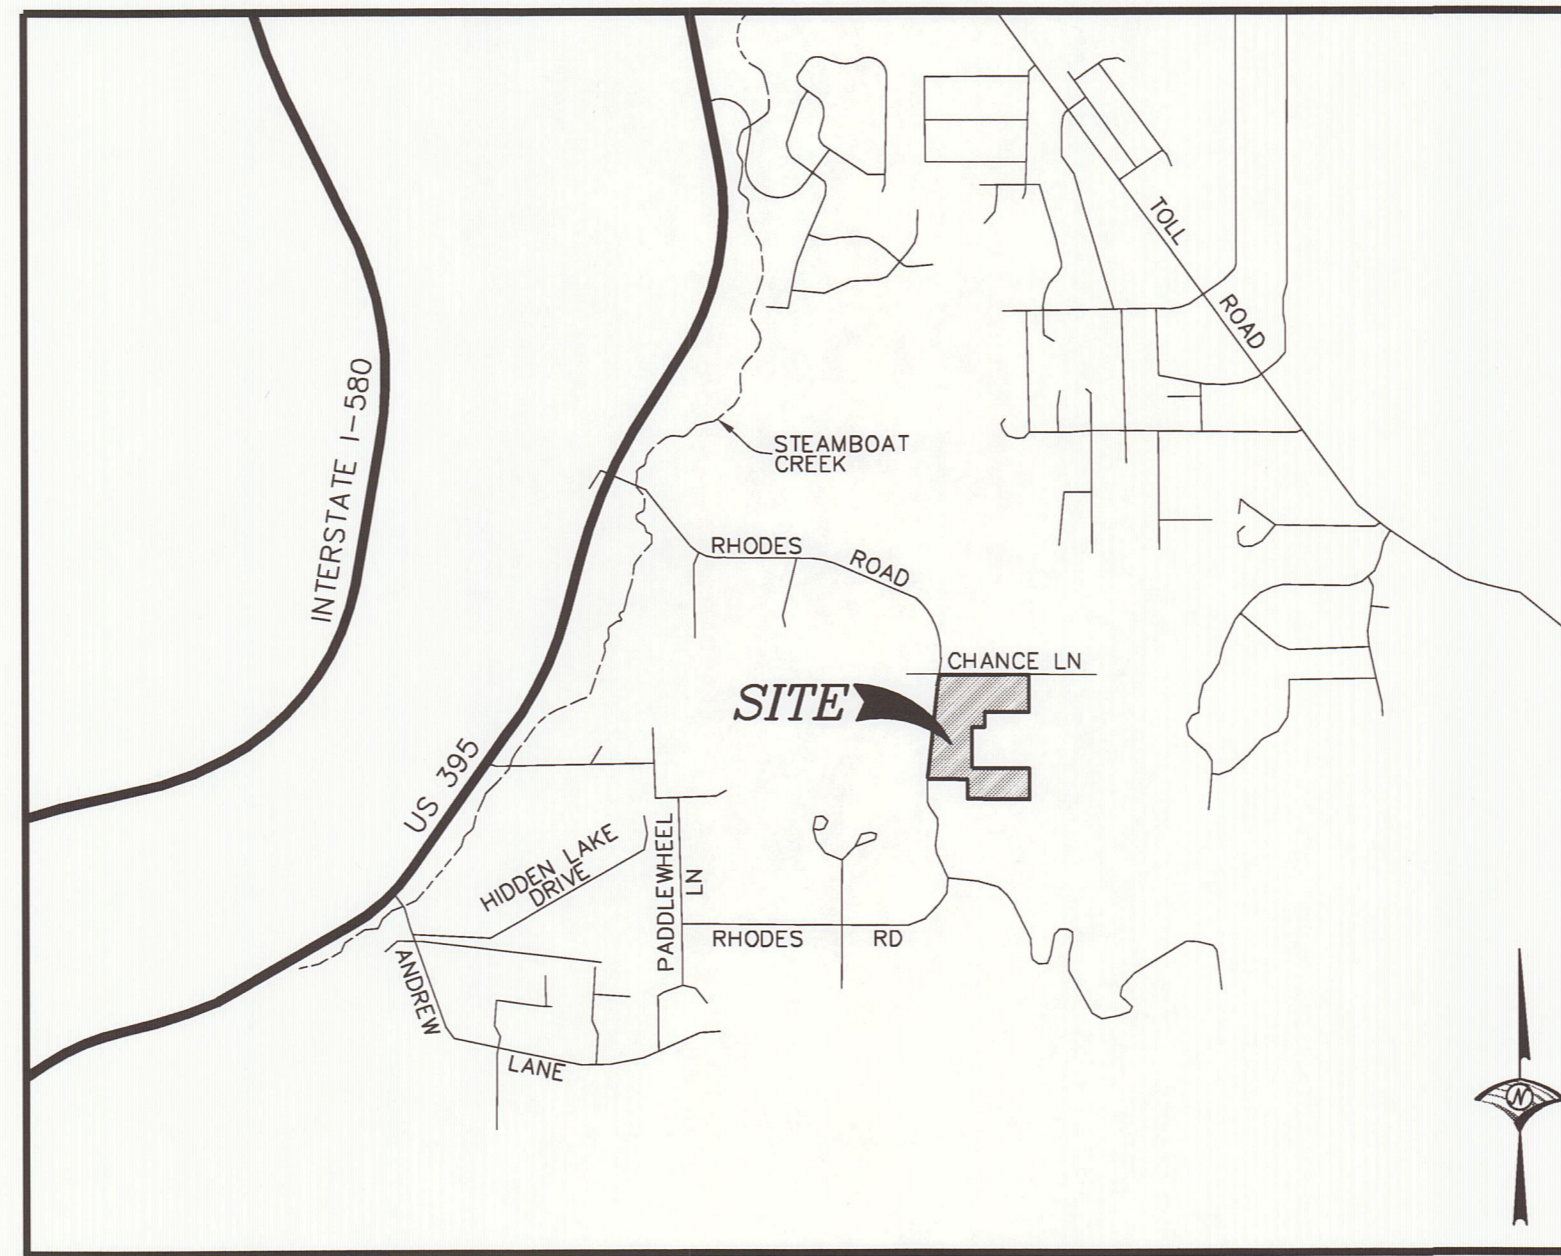 TOLL
ROAD
INTERSTATE I-580
STEAMBOAT
CREEK
RHODES
ROAD
CHANCE LN
SITE
US 395
HIDDEN LAKE
DRIVE
PADDLEWHEEL
LN
RHODES
RD
ANDREW
LANE
N